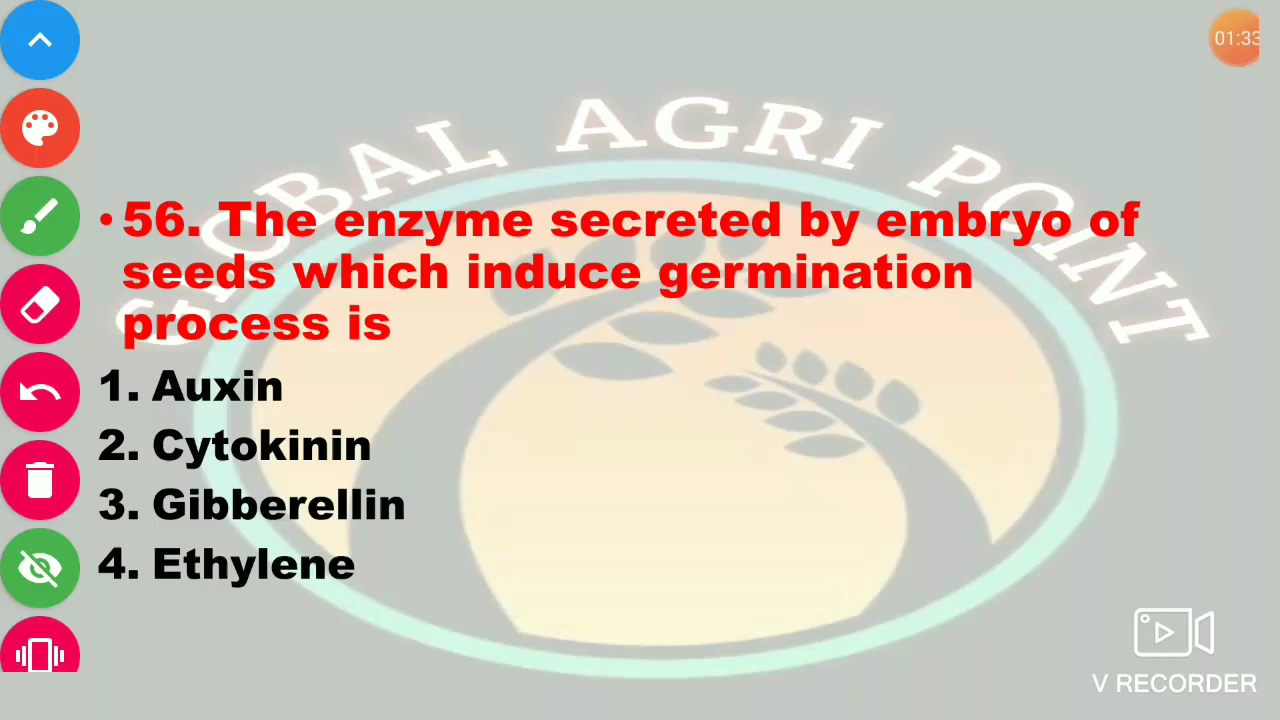 01:33
GLOBAL AGRI POINT
• 56. The enzyme secreted by embryo of
seeds which induce germination
process is
1. Auxin
2. Cytokinin
3. Gibberellin
4. Ethylene
V RECORDER